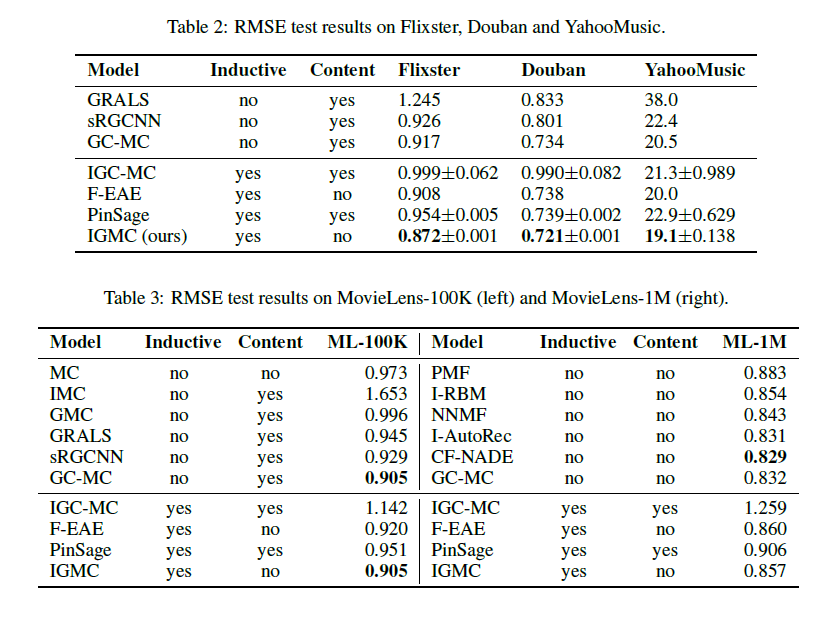 Table 2: RMSE test results on Flixster, Douban and YahooMusic.
Model Inductive Content Flixster Douban YahooMusic
GRALS no yes 1.245 0.833 38.0
sRGCNN no yes 0.926 0.801 22.4
GC-MC no yes 0.917 0.734 20.5
IGC-MC yes yes 0.999±0.062 0.990±0.082 21.3±0.989
F-EAE yes no 0.908 0.738 20.0
PinSage yes yes 0.954±0.005 0.739±0.002 22.9±0.629
IGMC (ours) yes no 0.872±0.001 0.721±0.001 19.1±0.138
Table 3: RMSE test results on MovieLens-100K (left) and MovieLens-1M (right).
Model Inductive Content ML-100K Model Inductive Content ML-1M
MC no no 0.973 PMF no no 0.883
IMC no yes 1.653 I-RBM no no 0.854
GMC no yes 0.996 NNMF no no 0.843
GRALS no yes 0.945 I-AutoRec no no 0.831
sRGCNN no yes 0.929 CF-NADE no no 0.829
GC-MC no yes 0.905 GC-MC no no 0.832
IGC-MC yes yes 1.142 IGC-MC yes yes 1.259
F-EAE yes no 0.920 F-EAE yes no 0.860
PinSage yes yes 0.951 PinSage yes yes 0.906
IGMC yes no 0.905 IGMC yes no 0.857